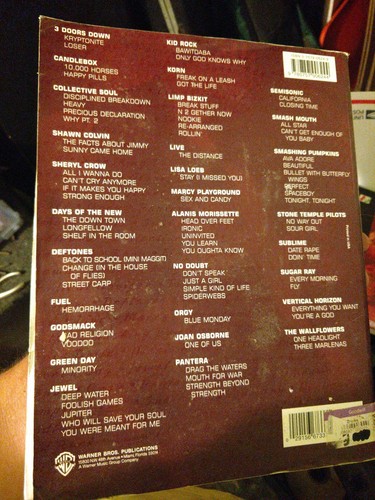 3 DOORS DOWN
KRYPTONITE
LOSER
CANDLEBOX
10,000 HORSES
HAPPY PILLS
COLLECTIVE SOUL
DISCIPLINED BREAKDOWN
HEAVY
PRECIOUS DECLARATION
WHY PT. 2
SHAWN COLVIN
THE FACTS ABOUT JIMMY
SUNNY CAME HOME
SHERYL CROW
ALL I WANNA DO
CAN'T CRY ANYMORE
IF IT MAKES YOU HAPPY
STRONG ENOUGH
DAYS OF THE NEW
THE DOWN TOWN
LONGFELLOW
SHELF IN THE ROOM
DEFTONES
BACK TO SCHOOL (MINI MAGGIT)
CHANGE (IN THE HOUSE
OF FLIES)
STREET CARP
FUEL
HEMORRHAGE
GODSMACK
BAD RELIGION
VOODOO
GREEN DAY
MINORITY
JEWEL
DEEP WATER
FOOLISH GAMES
JUPITER
WHO WILL SAVE YOUR SOUL
YOU WERE MEANT FOR ME
KID ROCK
BAWITDABA
ONLY GOD KNOWS WHY
KORN
FREAK ON A LEASH
GOT THE LIFE
LIMP BIZKIT
BREAK STUFF
N 2 GETHER NOW
NOOKIE
RE-ARRANGED
ROLLIN'
LIVE
THE DISTANCE
LISA LOEB
STAY (I MISSED YOU)
MARCY PLAYGROUND
SEX AND CANDY
ALANIS MORISSETTE
HEAD OVER FEET
IRONIC
UNINVITED
YOU LEARN
YOU OUGHTA KNOW
NO DOUBT
DON'T SPEAK
JUST A GIRL
SIMPLE KIND OF LIFE
SPIDERWEBS
ORGY
BLUE MONDAY
JOAN OSBORNE
ONE OF US
PANTERA
DRAG THE WATERS
MOUTH FOR WAR
STRENGTH BEYOND
STRENGTH
SEMISONIC
CALIFORNIA
CLOSING TIME
SMASH MOUTH
ALL STAR
CAN'T GET ENOUGH OF
YOU BABY
SMASHING PUMPKINS
AVA ADORE
BEAUTIFUL
BULLET WITH BUTTERFLY
WINGS
PERFECT
SPACEBOY
TONIGHT, TONIGHT
STONE TEMPLE PILOTS
NO WAY OUT
SOUR GIRL
SUBLIME
DATE RAPE
DOIN' TIME
SUGAR RAY
EVERY MORNING
FLY
VERTICAL HORIZON
EVERYTHING YOU WANT
YOU'RE A GOD
THE WALLFLOWERS
ONE HEADLIGHT
THREE MARLENAS
WB
WARNER BROS. PUBLICATIONS
15800 NW 48th Avenue • Miami, Florida 33014
A Warner Music Group Company